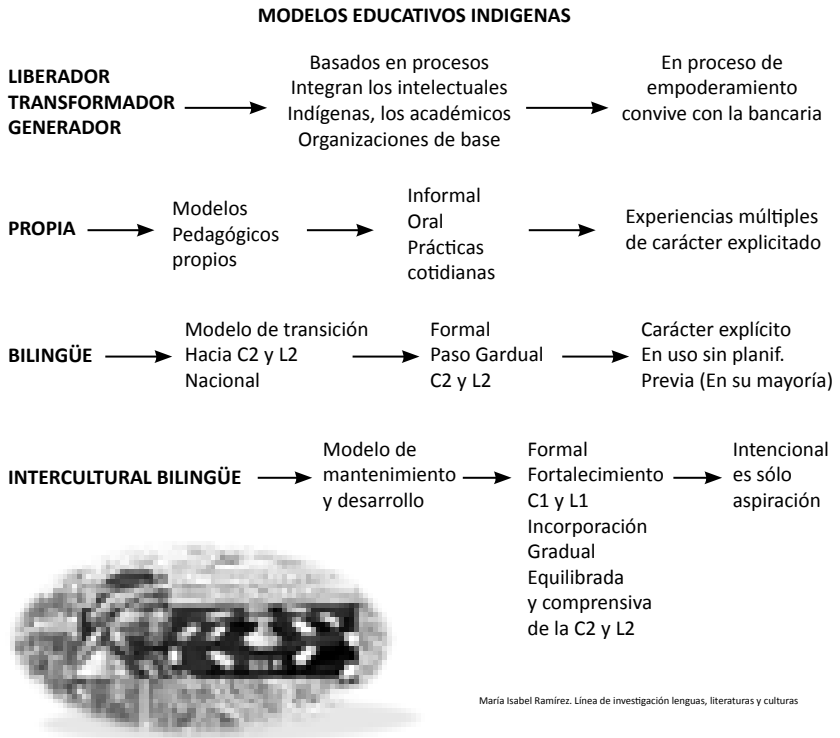 MODELOS EDUCATIVOS INDIGENAS
LIBERADOR
TRANSFORMADOR
GENERADOR
Basados en procesos
Integran los intelectuales
Indígenas, los académicos
Organizaciones de base
En proceso de
empoderamiento
convive con la bancaria
PROPIA
Modelos
Pedagógicos
propios
Informal
Oral
Prácticas
cotidianas
Experiencias múltiples
de carácter explicitado
BILINGÜE
Modelo de transición
Hacia C2 y L2
Nacional
Formal
Paso Gardual
C2 y L2
Carácter explícito
En uso sin planif.
Previa (En su mayoría)
INTERCULTURAL BILINGÜE
Modelo de
mantenimiento
y desarrollo
Formal
Fortalecimiento
C1 y L1
Incorporación
Gradual
Equilibrada
y comprensiva
de la C2 y L2
Intencional
es sólo
aspiración
María Isabel Ramírez. Línea de investigación lenguas, literaturas y culturas